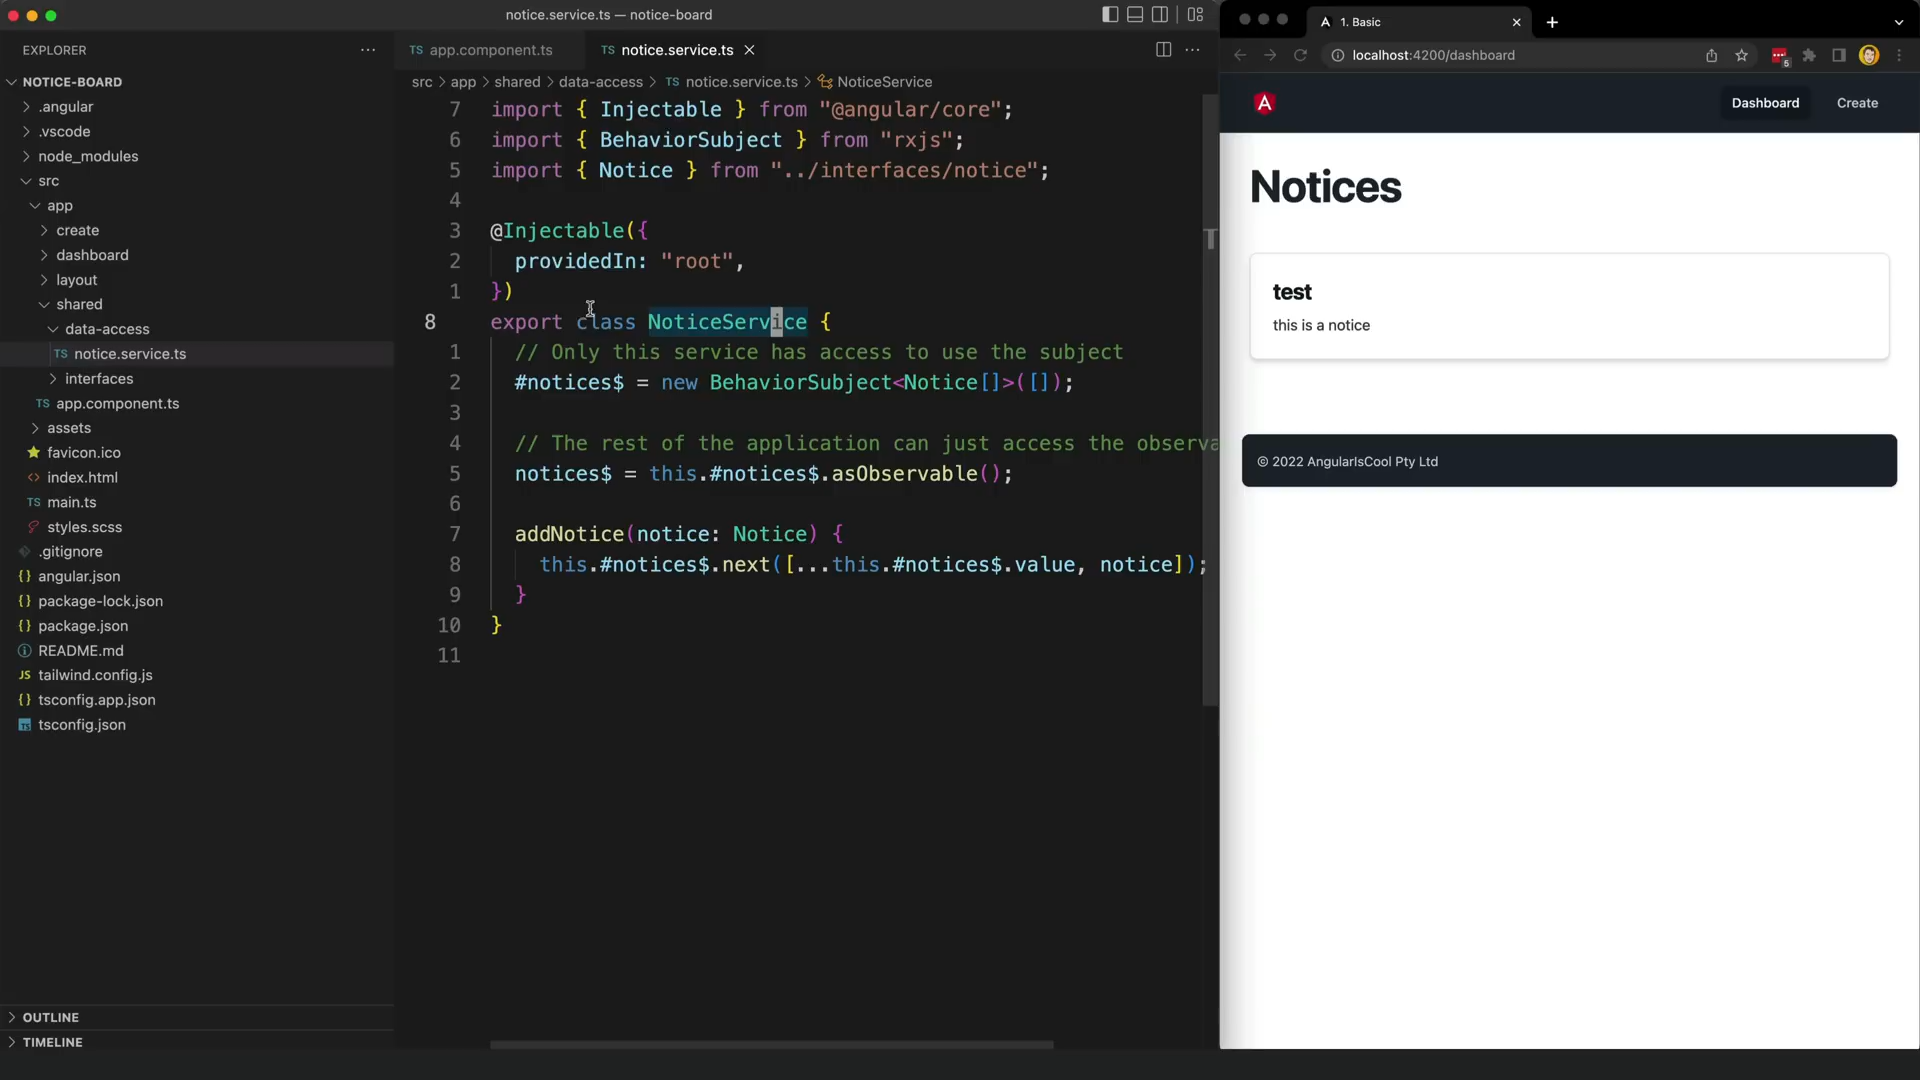 notice.service.ts — notice-board
EXPLORER
NOTICE-BOARD
.angular
.vscode
node_modules
src
app
create
dashboard
layout
shared
data-access
TS notice.service.ts
interfaces
TS app.component.ts
assets
favicon.ico
<> index.html
TS main.ts
styles.scss
.gitignore
{} angular.json
{} package-lock.json
{} package.json
README.md
JS tailwind.config.js
{} tsconfig.app.json
tsconfig.json
OUTLINE
TIMELINE
TS app.component.ts
TS notice.service.ts
src > app > shared > data-access > TS notice.service.ts > NoticeService
7 import { Injectable } from "@angular/core";
6 import { BehaviorSubject } from "rxjs";
5 import { Notice } from "../interfaces/notice";
4
3 @Injectable({
2 providedIn: "root",
1 })
8 export class NoticeService {
1 // Only this service has access to use the subject
2 #notices$ = new BehaviorSubject<Notice[]>([]);
3
4 // The rest of the application can just access the observa
5 notices$ = this.#notices$.asObservable();
6
7 addNotice(notice: Notice) {
8 this.#notices$.next([...this.#notices$.value, notice]);
9 }
10 }
11
1. Basic
localhost:4200/dashboard
5
A
Dashboard
Create
Notices
test
this is a notice
© 2022 AngularIsCool Pty Ltd